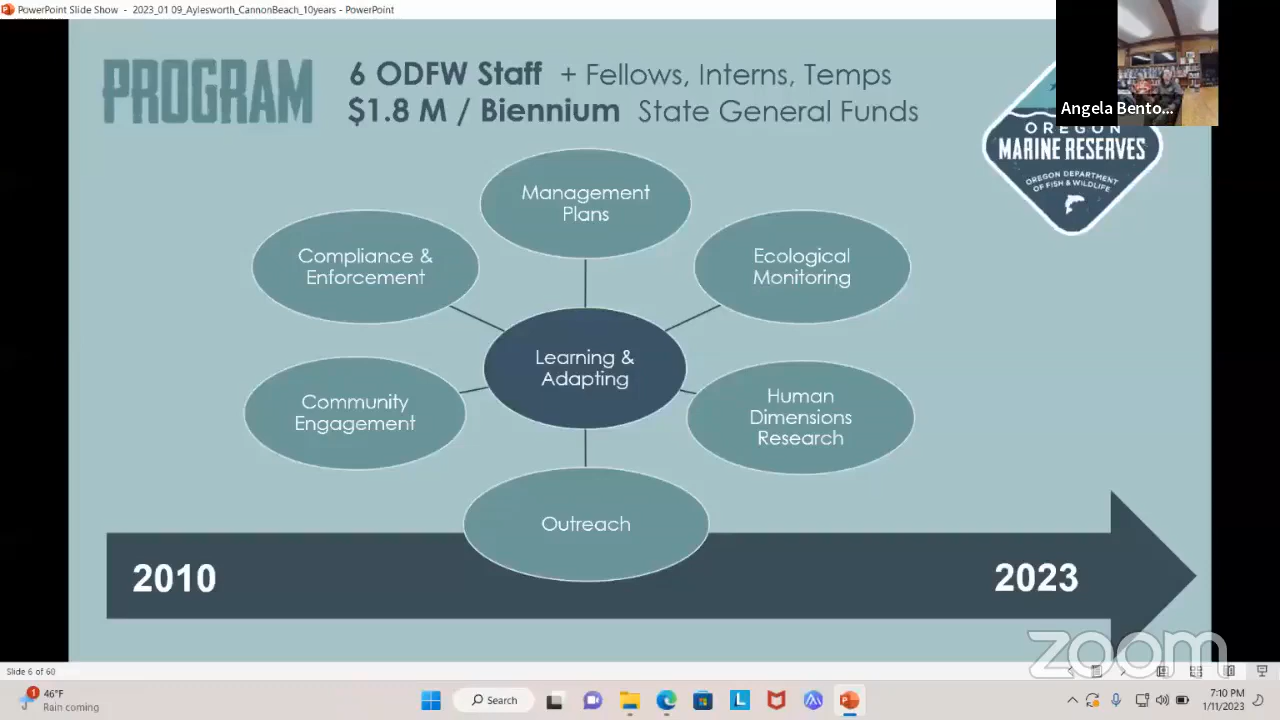 PowerPoint Slide Show - 2023_01 09_Aylesworth_CannonBeach_10years - PowerPoint
Angela Bento...
PROGRAM
6 ODFW Staff + Fellows, Interns, Temps
$1.8 M / Biennium State General Funds
OREGON
MARINE RESERVES
OREGON DEPARTMENT
OF FISH & WILDLIFE
Management
Plans
Compliance &
Enforcement
Ecological
Monitoring
Learning &
Adapting
Community
Engagement
Human
Dimensions
Research
Outreach
2010
2023
zoom
Slide 6 of 60
1
46°F
Rain coming
Search
L
7:10 PM
1/11/2023